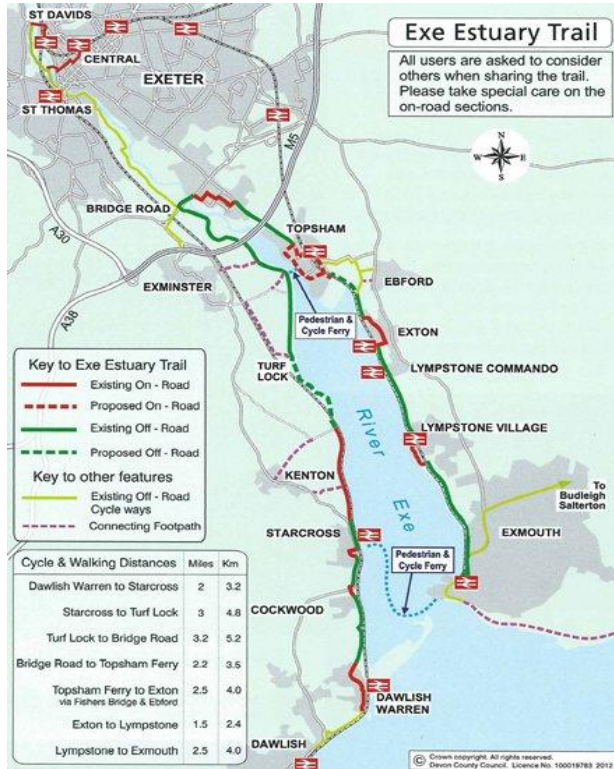 Exe Estuary Trail
All users are asked to consider
others when sharing the trail.
Please take special care on the
on-road sections.
N
W E
S
ST DAVIDS
CENTRAL
EXETER
ST THOMAS
M5
BRIDGE ROAD
TOPSHAM
A30
EXMINSTER
EBFORD
A38
Pedestrian &
Cycle Ferry
EXTON
TURF
LOCK
LYMPSTONE COMMANDO
River
Exe
LYMPSTONE VILLAGE
KENTON
To
Budleigh
Salterton
STARCROSS
EXMOUTH
Pedestrian &
Cycle Ferry
COCKWOOD
DAWLISH
WARREN
DAWLISH
Key to Exe Estuary Trail
Existing On - Road
Proposed On - Road
Existing Off - Road
Proposed Off - Road
Key to other features
Existing Off - Road
Cycle ways
Connecting Footpath
Cycle & Walking Distances Miles Km
Dawlish Warren to Starcross 2 3.2
Starcross to Turf Lock 3 4.8
Turf Lock to Bridge Road 3.2 5.2
Bridge Road to Topsham Ferry 2.2 3.5
Topsham Ferry to Exton 2.5 4.0
via Fishers Bridge & Ebford
Exton to Lympstone 1.5 2.4
Lympstone to Exmouth 2.5 4.0
© Crown copyright. All rights reserved.
Devon County Council. Licence No. 100019783 2012